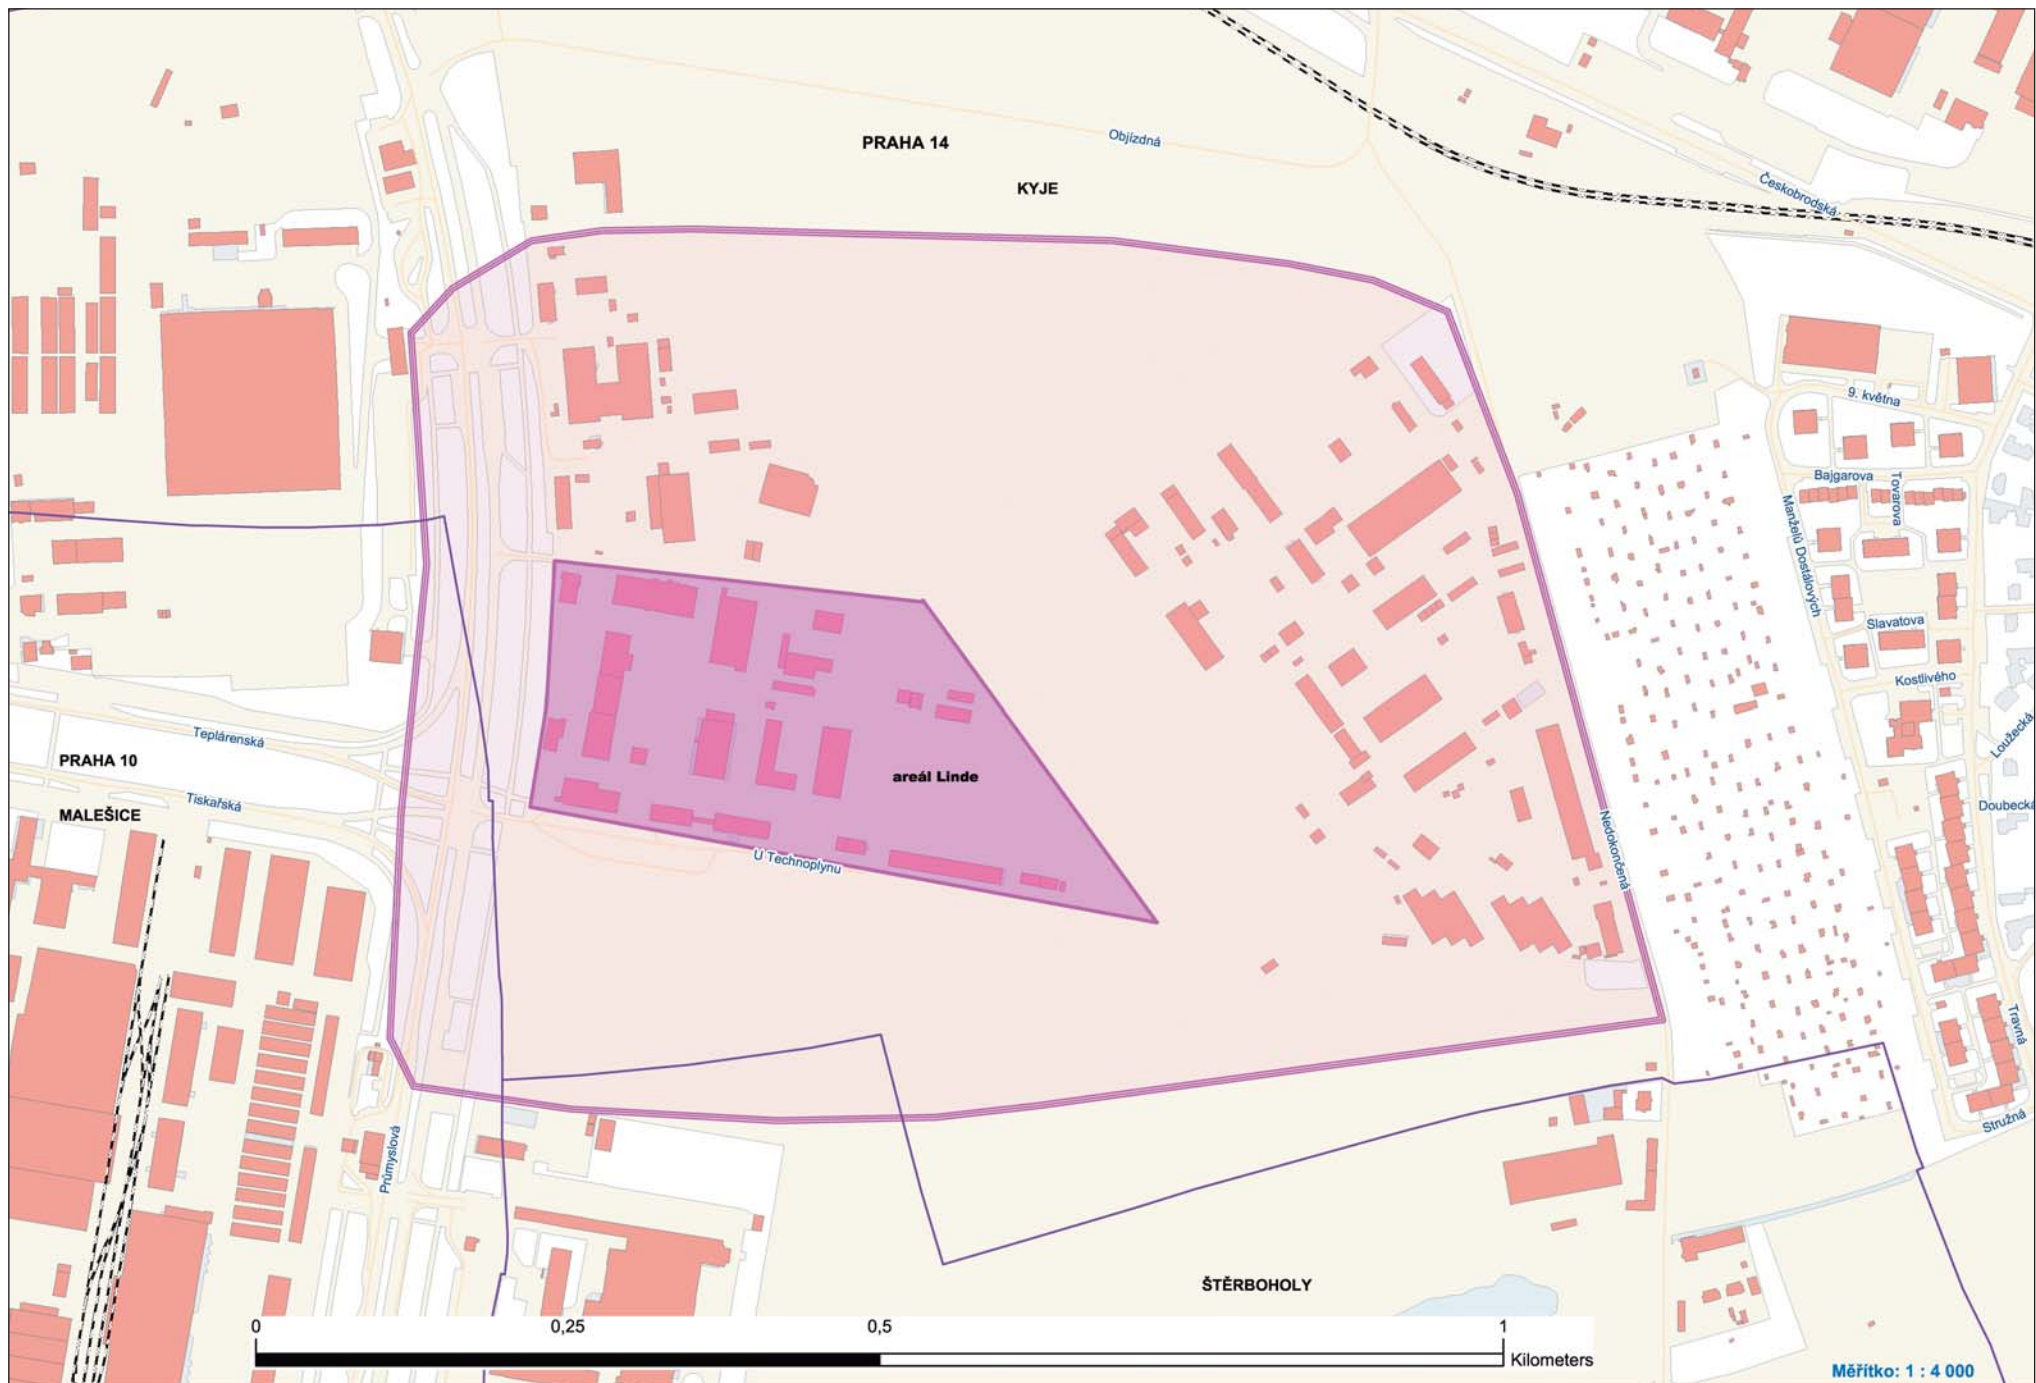 PRAHA 14
Objízdná
KYJE
Českobrodská
9. května
Bajgarova
Tovarova
Manželů Dostálových
Slavatova
Kostlivého
Loužecká
Teplárenská
PRAHA 10
areál Linde
Tiskařská
MALEŠICE
Doubecká
U Technoplynu
Nedokončená
Travná
Stružná
Průmyslová
ŠTĚRBOHOLY
0 0,25 0,5 1
Kilometers
Měřítko: 1 : 4 000